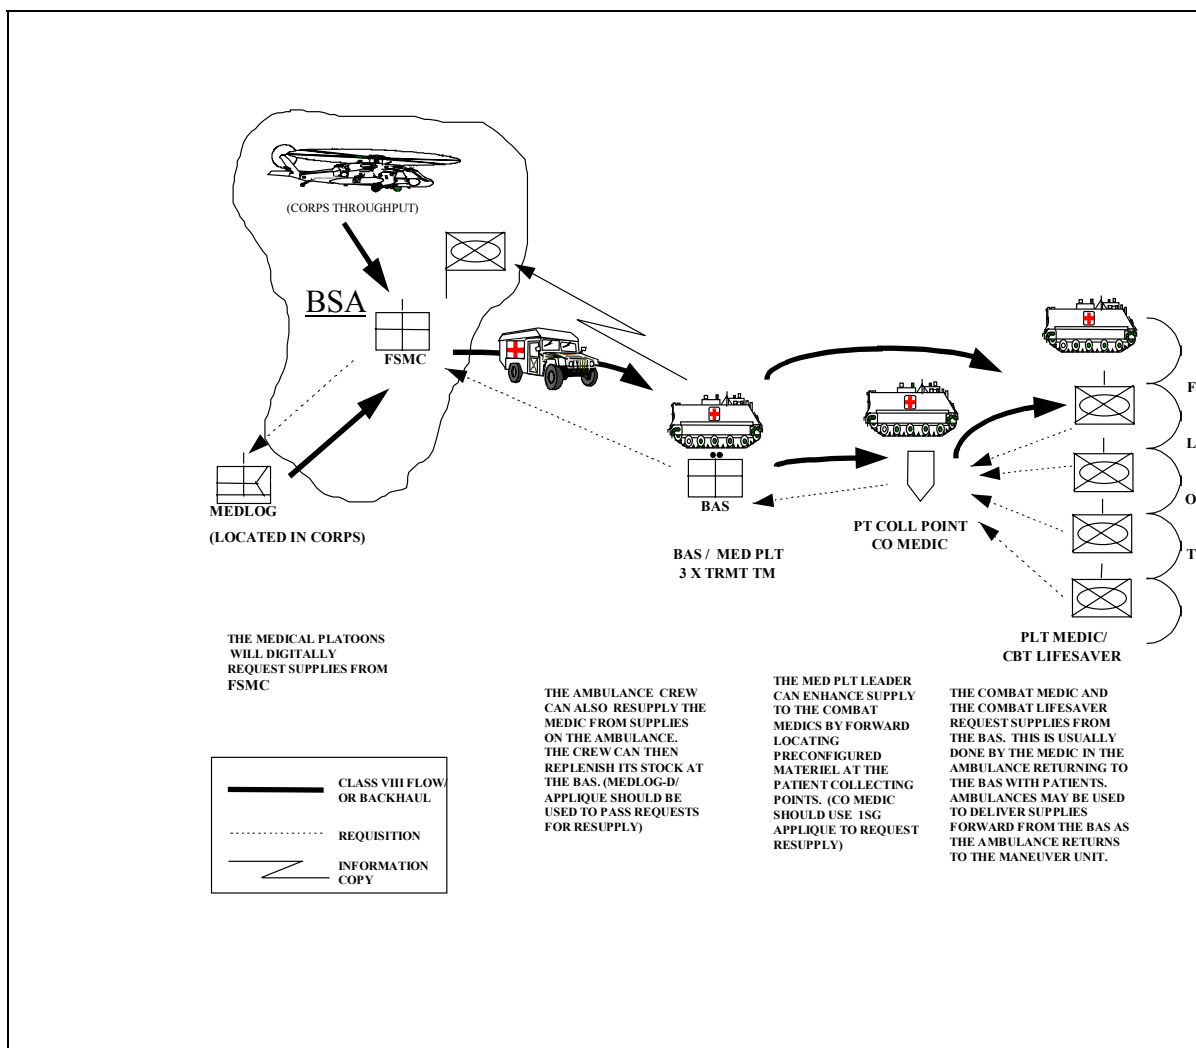 (CORPS THROUGHPUT)
BSA
FSMC
MEDLOG
(LOCATED IN CORPS)
BAS
BAS / MED PLT
3 X TRMT TM
PT COLL POINT
CO MEDIC
F
L
O
T
PLT MEDIC/
CBT LIFESAVER
THE MEDICAL PLATOONS
WILL DIGITALLY
REQUEST SUPPLIES FROM
FSMC
THE AMBULANCE CREW
CAN ALSO RESUPPLY THE
MEDIC FROM SUPPLIES
ON THE AMBULANCE.
THE CREW CAN THEN
REPLENISH ITS STOCK AT
THE BAS. (MEDLOG-D/
APPLIQUE SHOULD BE
USED TO PASS REQUESTS
FOR RESUPPLY)
THE MED PLT LEADER
CAN ENHANCE SUPPLY
TO THE COMBAT
MEDICS BY FORWARD
LOCATING
PRECONFIGURED
MATERIEL AT THE
PATIENT COLLECTING
POINTS. (CO MEDIC
SHOULD USE 1SG
APPLIQUE TO REQUEST
RESUPPLY)
THE COMBAT MEDIC AND
THE COMBAT LIFESAVER
REQUEST SUPPLIES FROM
THE BAS. THIS IS USUALLY
DONE BY THE MEDIC IN THE
AMBULANCE RETURNING TO
THE BAS WITH PATIENTS.
AMBULANCES MAY BE USED
TO DELIVER SUPPLIES
FORWARD FROM THE BAS AS
THE AMBULANCE RETURNS
TO THE MANEUVER UNIT.
CLASS VIII FLOW/
OR BACKHAUL
REQUISITION
INFORMATION
COPY